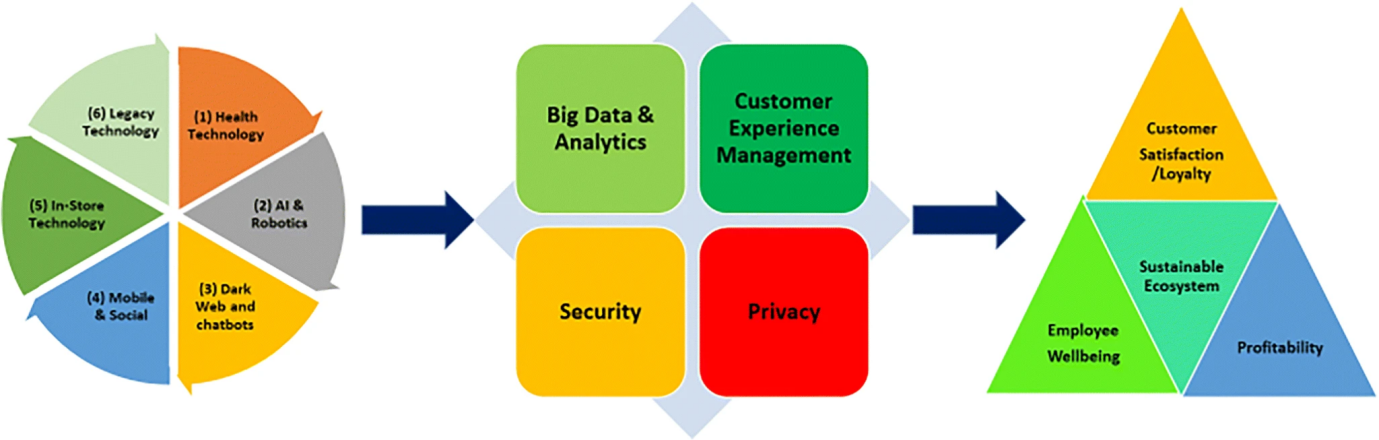 (1) Health
Technology
(2) AI &
Robotics
(3) Dark
Web and
chatbots
(4) Mobile
& Social
(5) In-Store
Technology
(6) Legacy
Technology
Big Data &
Analytics
Customer
Experience
Management
Security
Privacy
Customer
Satisfaction
/Loyalty
Sustainable
Ecosystem
Employee
Wellbeing
Profitability